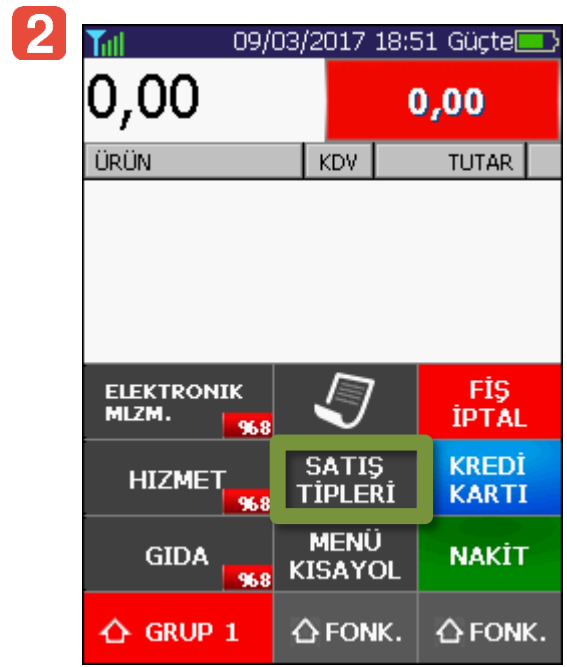 2
09/03/2017 18:51 Güçte
0,00
0,00
ÜRÜN KDV TUTAR
ELEKTRONIK
MLZM.
%8
FİŞ
İPTAL
HIZMET
%8
SATIŞ
TİPLERİ
KREDİ
KARTI
GIDA
%8
MENÜ
KISAYOL
NAKİT
GRUP 1
FONK.
FONK.